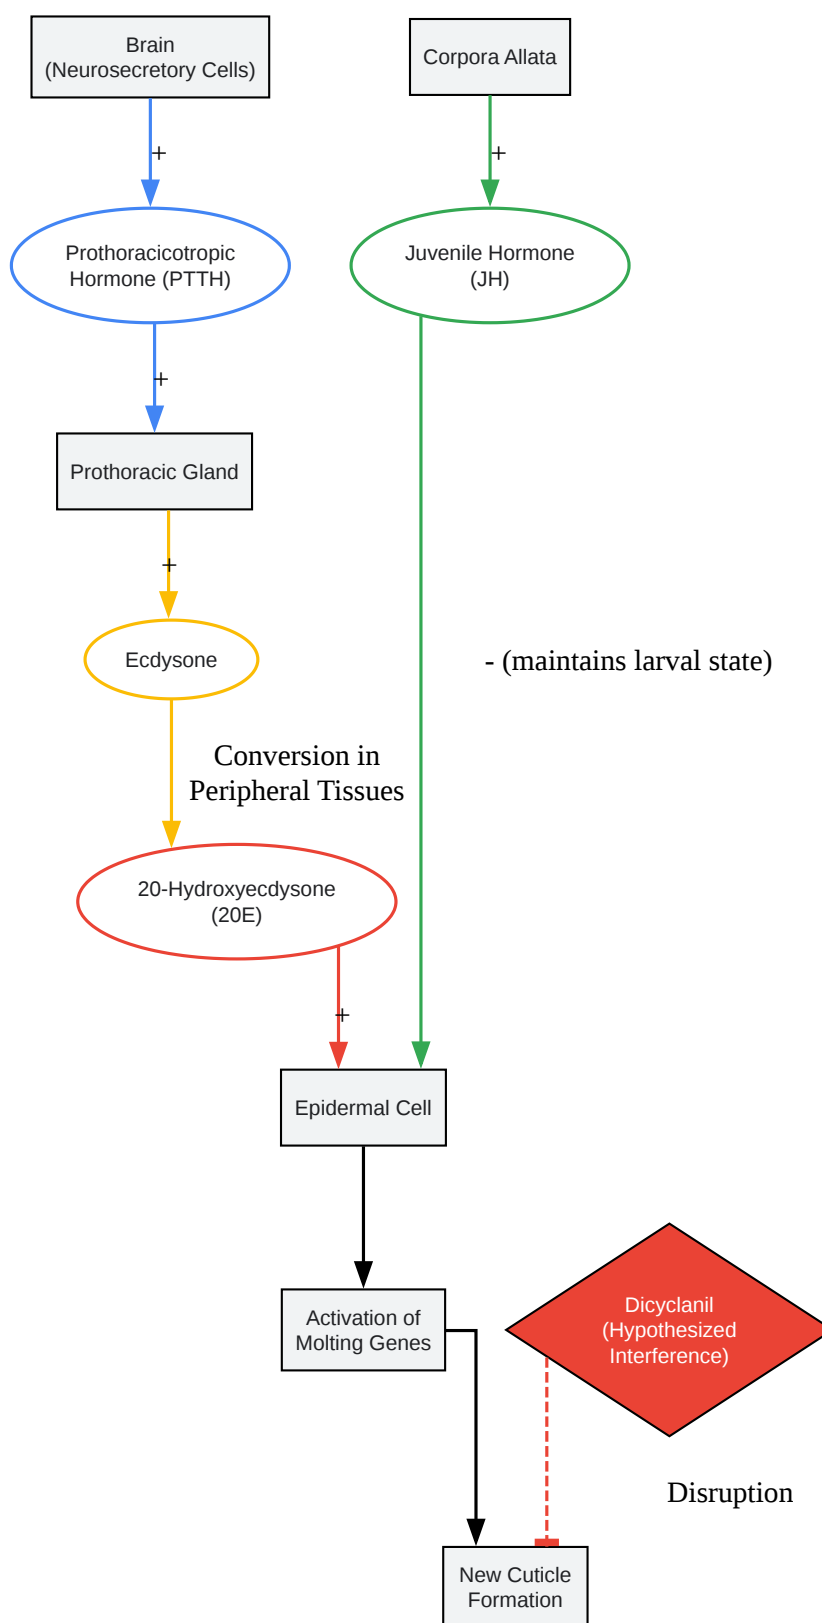 Brain
(Neurosecretory Cells)
Corpora Allata
+
+
Prothoracicotropic
Hormone (PTTH)
Juvenile Hormone
(JH)
+
Prothoracic Gland
+
Ecdysone
- (maintains larval state)
Conversion in
Peripheral Tissues
20-Hydroxyecdysone
(20E)
+
Epidermal Cell
Activation of
Molting Genes
Dicyclanil
(Hypothesized
Interference)
Disruption
New Cuticle
Formation